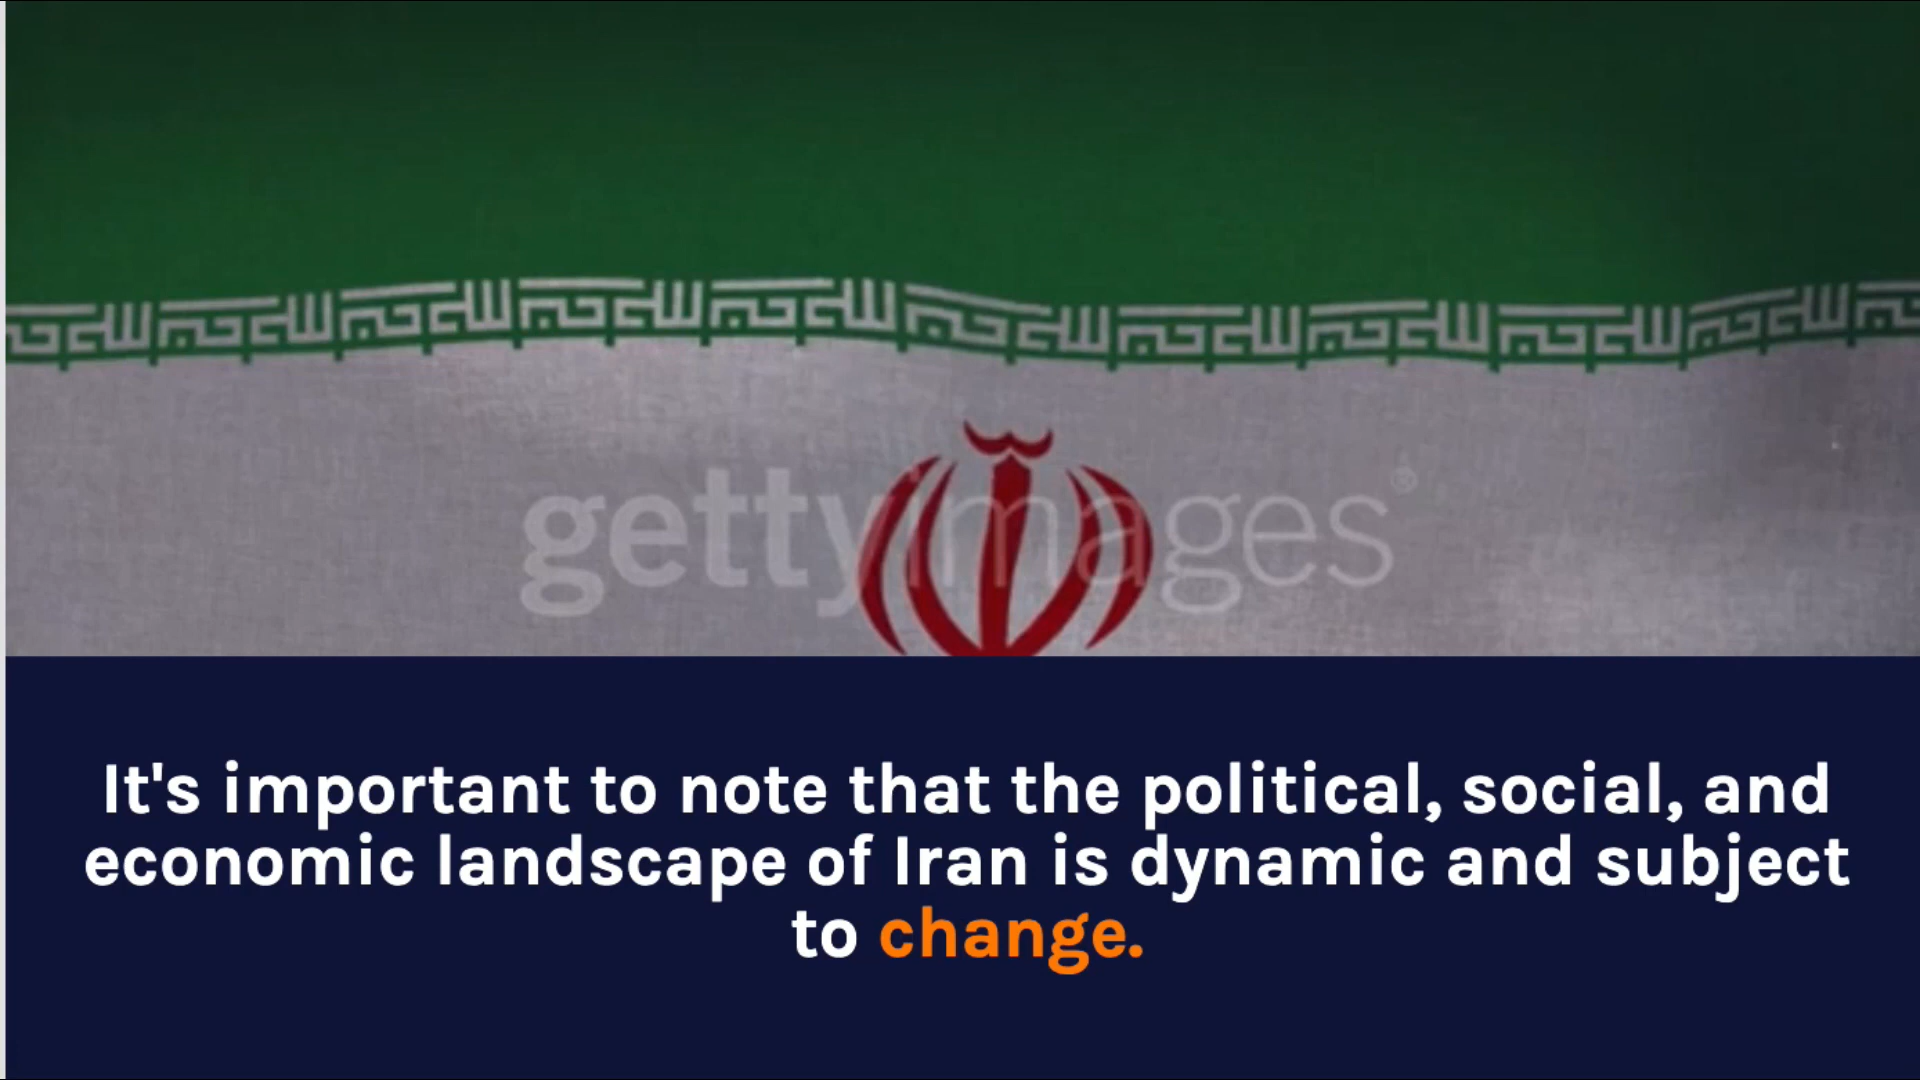 gettyimages®
It's important to note that the political, social, and
economic landscape of Iran is dynamic and subject
to change.